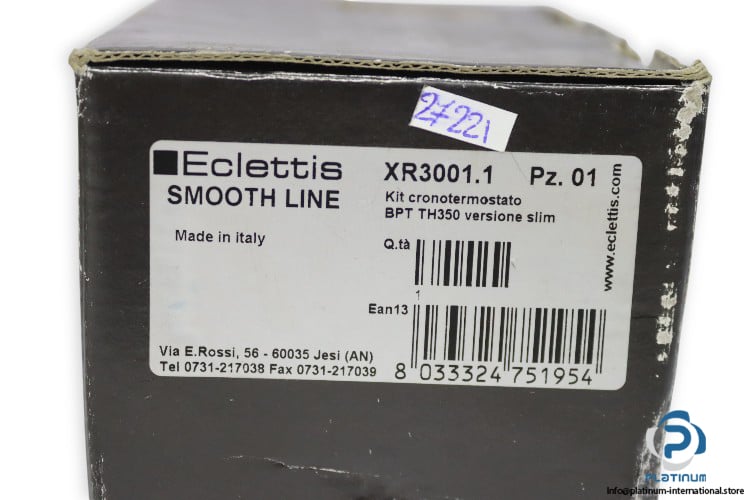 27221
Eclettis
SMOOTH LINE
Made in italy
XR3001.1 Pz. 01
Kit cronotermostato
BPT TH350 versione slim
Q.tà
1
Ean13
8 033324 751954
Via E.Rossi, 56 - 60035 Jesi (AN)
Tel 0731-217038 Fax 0731-217039
www.eclettis.com
PLATINUM
Info@platinum-international.store